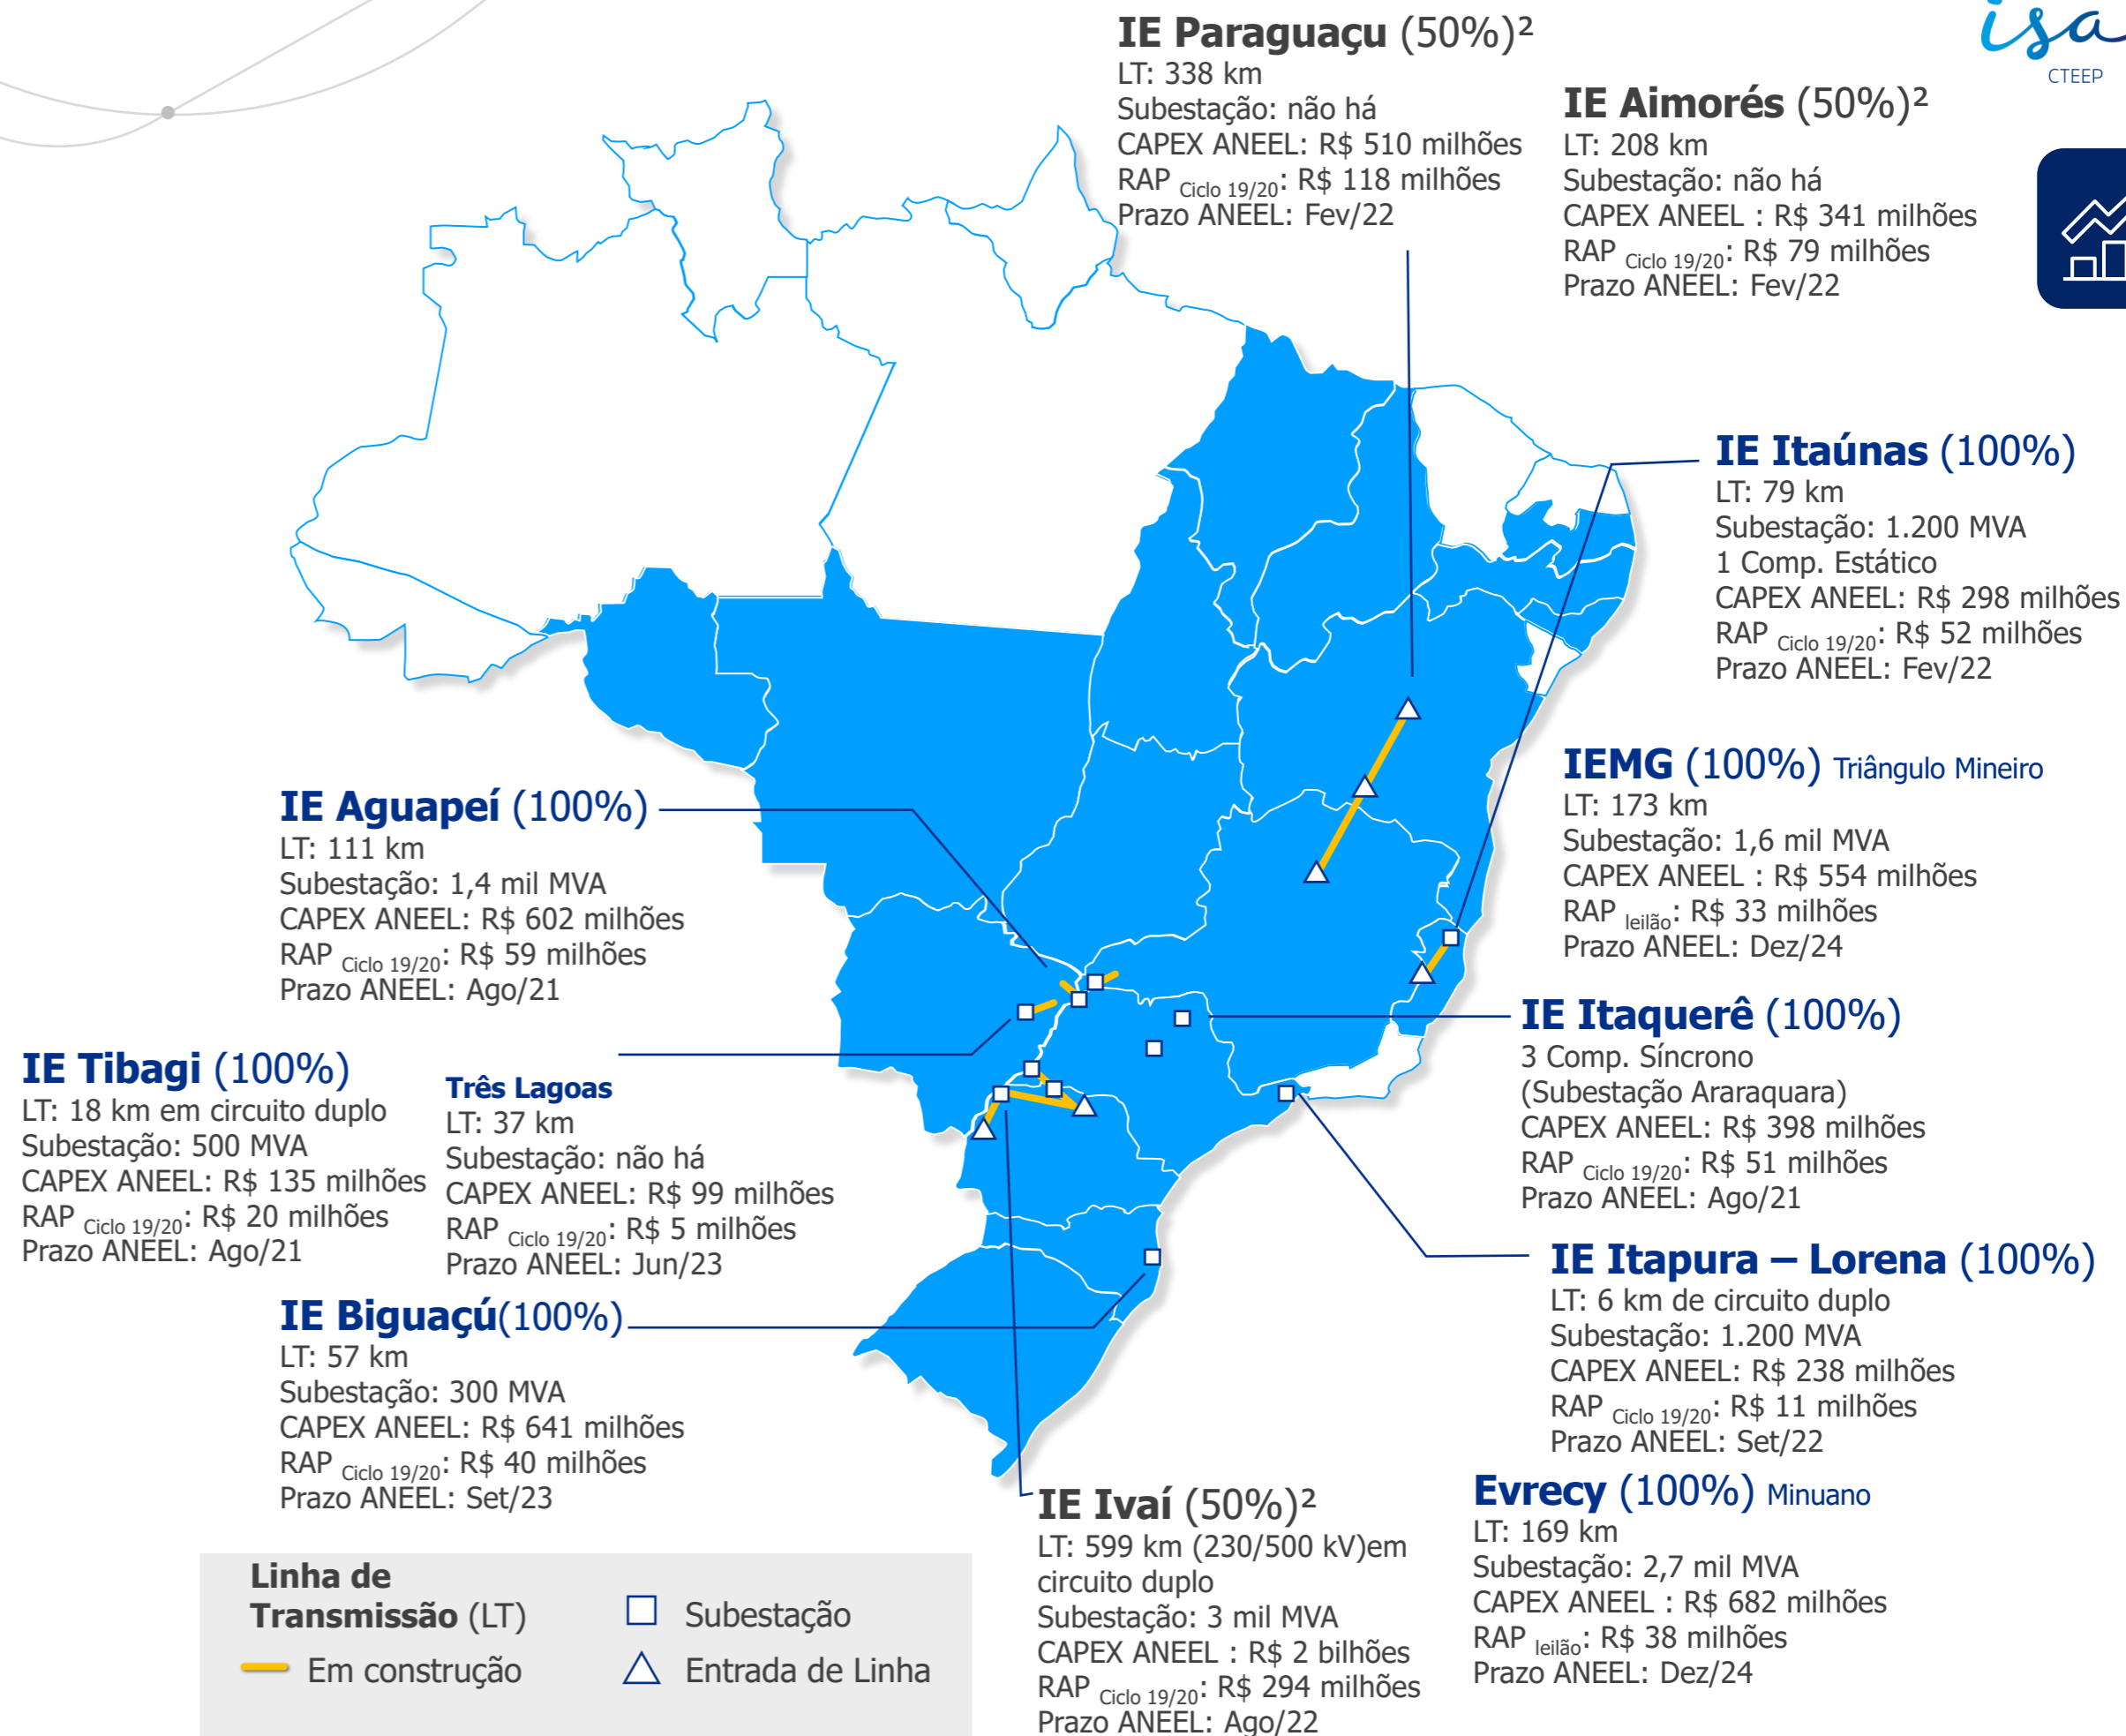 isa
CTEEP
IE Paraguaçu (50%)²
LT: 338 km
Subestação: não há
CAPEX ANEEL: R$ 510 milhões
RAP Ciclo 19/20: R$ 118 milhões
Prazo ANEEL: Fev/22
IE Aimorés (50%)²
LT: 208 km
Subestação: não há
CAPEX ANEEL : R$ 341 milhões
RAP Ciclo 19/20: R$ 79 milhões
Prazo ANEEL: Fev/22
IE Itaúnas (100%)
LT: 79 km
Subestação: 1.200 MVA
1 Comp. Estático
CAPEX ANEEL: R$ 298 milhões
RAP Ciclo 19/20: R$ 52 milhões
Prazo ANEEL: Fev/22
IEMG (100%) Triângulo Mineiro
LT: 173 km
Subestação: 1,6 mil MVA
CAPEX ANEEL : R$ 554 milhões
RAP leilão: R$ 33 milhões
Prazo ANEEL: Dez/24
IE Aguapeí (100%)
LT: 111 km
Subestação: 1,4 mil MVA
CAPEX ANEEL: R$ 602 milhões
RAP Ciclo 19/20: R$ 59 milhões
Prazo ANEEL: Ago/21
IE Itaquerê (100%)
3 Comp. Síncrono
(Subestação Araraquara)
CAPEX ANEEL: R$ 398 milhões
RAP Ciclo 19/20: R$ 51 milhões
Prazo ANEEL: Ago/21
IE Tibagi (100%)
LT: 18 km em circuito duplo
Subestação: 500 MVA
CAPEX ANEEL: R$ 135 milhões
RAP Ciclo 19/20: R$ 20 milhões
Prazo ANEEL: Ago/21
Três Lagoas
LT: 37 km
Subestação: não há
CAPEX ANEEL: R$ 99 milhões
RAP Ciclo 19/20: R$ 5 milhões
Prazo ANEEL: Jun/23
IE Itapura – Lorena (100%)
LT: 6 km de circuito duplo
Subestação: 1.200 MVA
CAPEX ANEEL: R$ 238 milhões
RAP Ciclo 19/20: R$ 11 milhões
Prazo ANEEL: Set/22
IE Biguaçú(100%)
LT: 57 km
Subestação: 300 MVA
CAPEX ANEEL: R$ 641 milhões
RAP Ciclo 19/20: R$ 40 milhões
Prazo ANEEL: Set/23
IE Ivaí (50%)²
LT: 599 km (230/500 kV)em
circuito duplo
Subestação: 3 mil MVA
CAPEX ANEEL : R$ 2 bilhões
RAP Ciclo 19/20: R$ 294 milhões
Prazo ANEEL: Ago/22
Evrecy (100%) Minuano
LT: 169 km
Subestação: 2,7 mil MVA
CAPEX ANEEL : R$ 682 milhões
RAP leilão: R$ 38 milhões
Prazo ANEEL: Dez/24
Linha de
Transmissão (LT)
Em construção
Subestação
Entrada de Linha